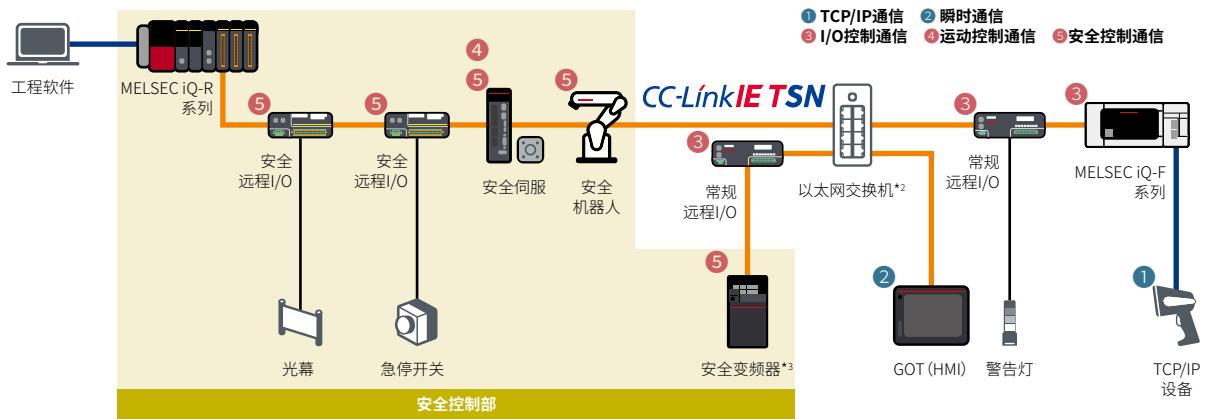 ❶ TCP/IP通信 ❷ 瞬时通信
❸ I/O控制通信 ❹运动控制通信 ❺安全控制通信
工程软件
MELSEC iQ-R
系列
❺
安全
远程I/O
❺
安全
远程I/O
❹
❺
安全伺服
❺
安全
机器人
CC-Link IE TSN
❸
常规
远程I/O
以太网交换机*2
❸
常规
远程I/O
❸
MELSEC iQ-F
系列
光幕
急停开关
❺
安全变频器*3
❷
GOT（HMI）
警告灯
❶
TCP/IP
设备
安全控制部